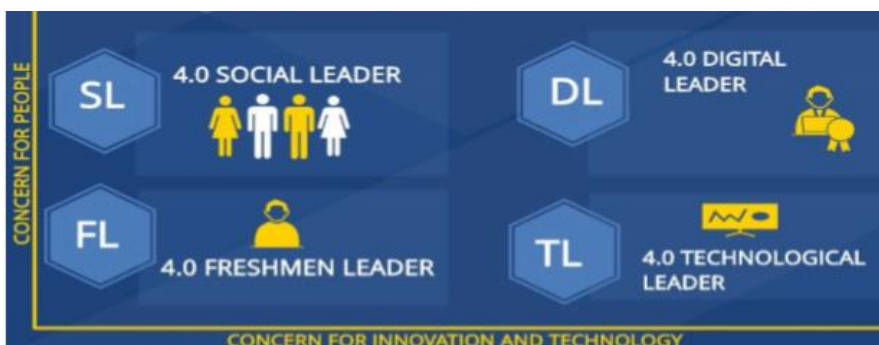 CONCERN FOR PEOPLE
SL
4.0 SOCIAL LEADER
DL
4.0 DIGITAL
LEADER
FL
4.0 FRESHMEN LEADER
TL
4.0 TECHNOLOGICAL
LEADER
CONCERN FOR INNOVATION AND TECHNOLOGY